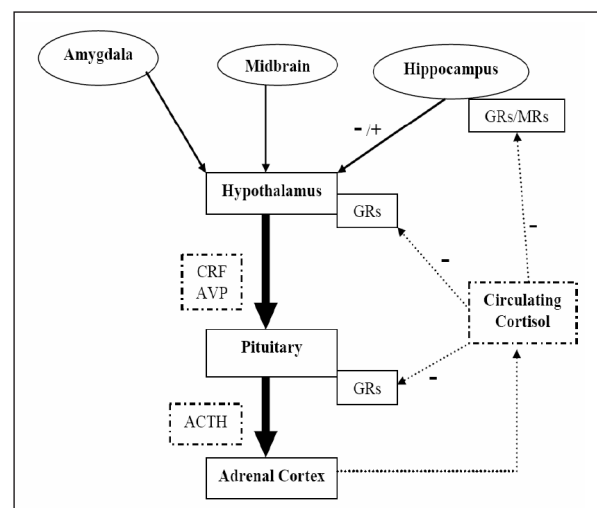 Amygdala
Midbrain
Hippocampus
GRs/MRs
- /+
Hypothalamus
GRs
-
-
CRF
AVP
Circulating
Cortisol
Pituitary
GRs
-
ACTH
Adrenal Cortex